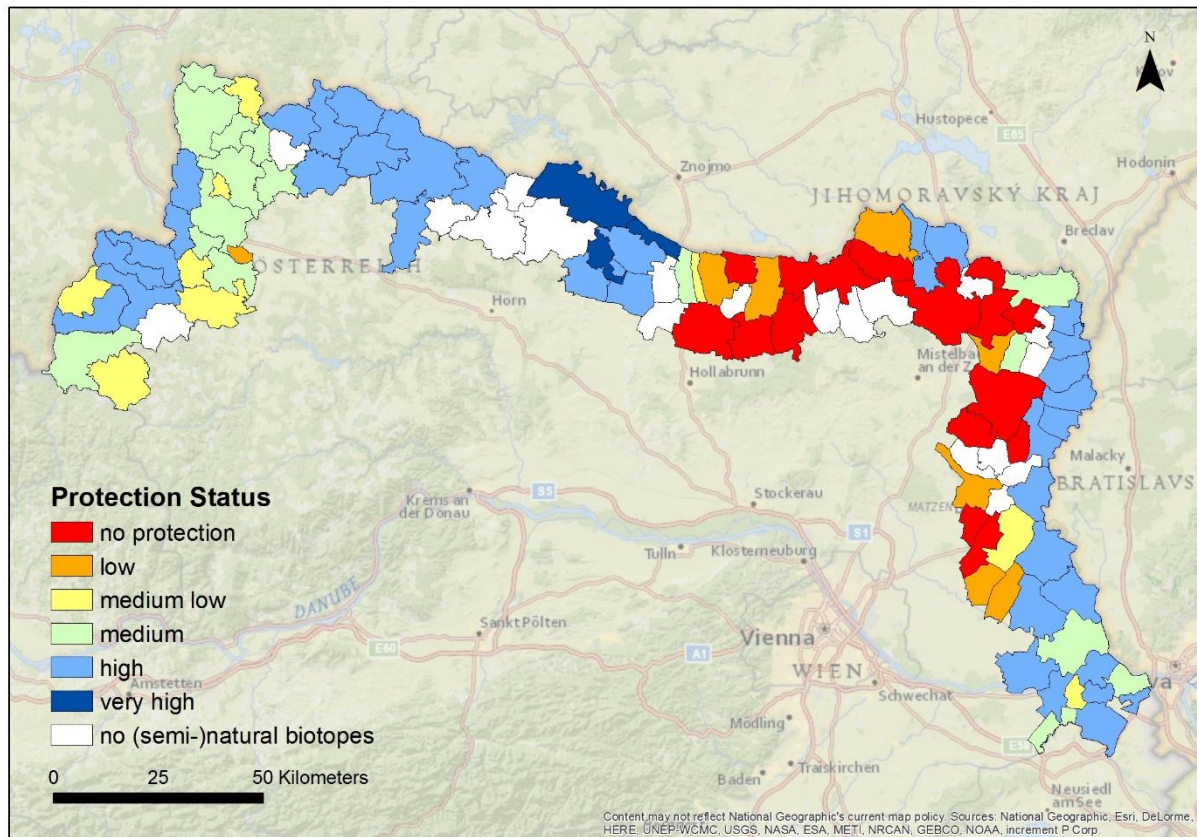 N
Kyjov
Hustopece
E65
Hodonín
Znojmo
JIHOMORAVSKÝ KRAJ
Břeclav
ÖSTERREICH
Horn
Mistelbach
an der Z
Hollabrunn
Malacky
BRATISLAVS
Krems an
der Donau
S5
Stockerau
MATZEN
S1
Tulln
Klosterneuburg
DANUBE
Sankt Pölten
Vienna
E60
A1
WIEN
va
Amstetten
Schwechat
Mödling
E58
Traiskirchen
Baden
Neusiedl
am See
Protection Status
no protection
low
medium low
medium
high
very high
no (semi-)natural biotopes
0 25 50 Kilometers
Content may not reflect National Geographic's current map policy. Sources: National Geographic, Esri, DeLorme,
HERE, UNEP-WCMC, USGS, NASA, ESA, METI, NRCAN, GEBCO, NOAA, increment P Corp.